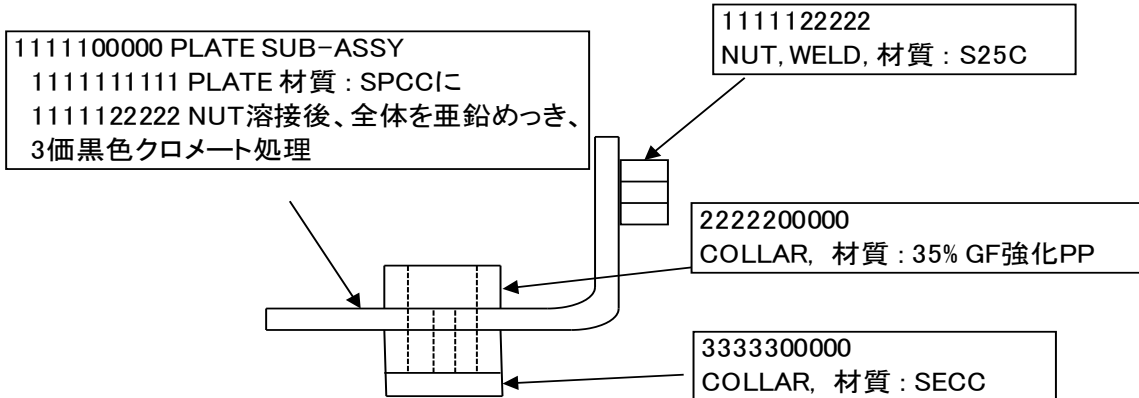 1111100000 PLATE SUB-ASSY
1111111111 PLATE 材質：SPCCに
1111122222 NUT溶接後、全体を亜鉛めっき、
3価黒色クロメート処理
1111122222
NUT, WELD, 材質：S25C
2222200000
COLLAR, 材質：35% GF強化PP
3333300000
COLLAR, 材質：SECC